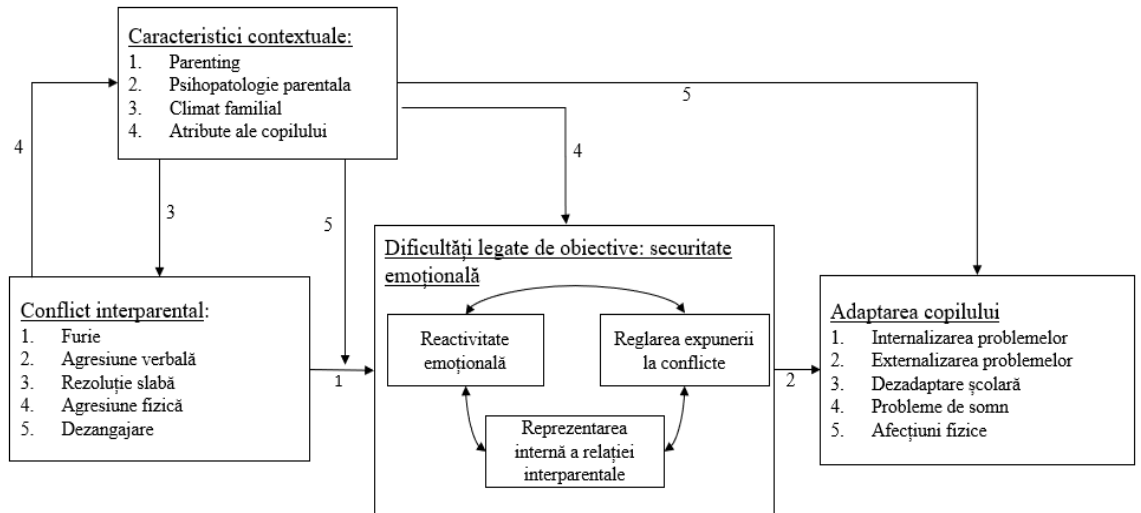 Caracteristici contextuale:
1. Parenting
2. Psihopatologie parentala
3. Climat familial
4. Atribute ale copilului
4
3
5
4
5
Conflict interparental:
1. Furie
2. Agresiune verbală
3. Rezoluție slabă
4. Agresiune fizică
5. Dezangajare
1
Dificultăți legate de obiective: securitate
emoțională
Reactivitate
emoțională
Reglarea expunerii
la conflicte
Reprezentarea
internă a relației
interparentale
2
Adaptarea copilului
1. Internalizarea problemelor
2. Externalizarea problemelor
3. Dezadaptare școlară
4. Probleme de somn
5. Afecțiuni fizice